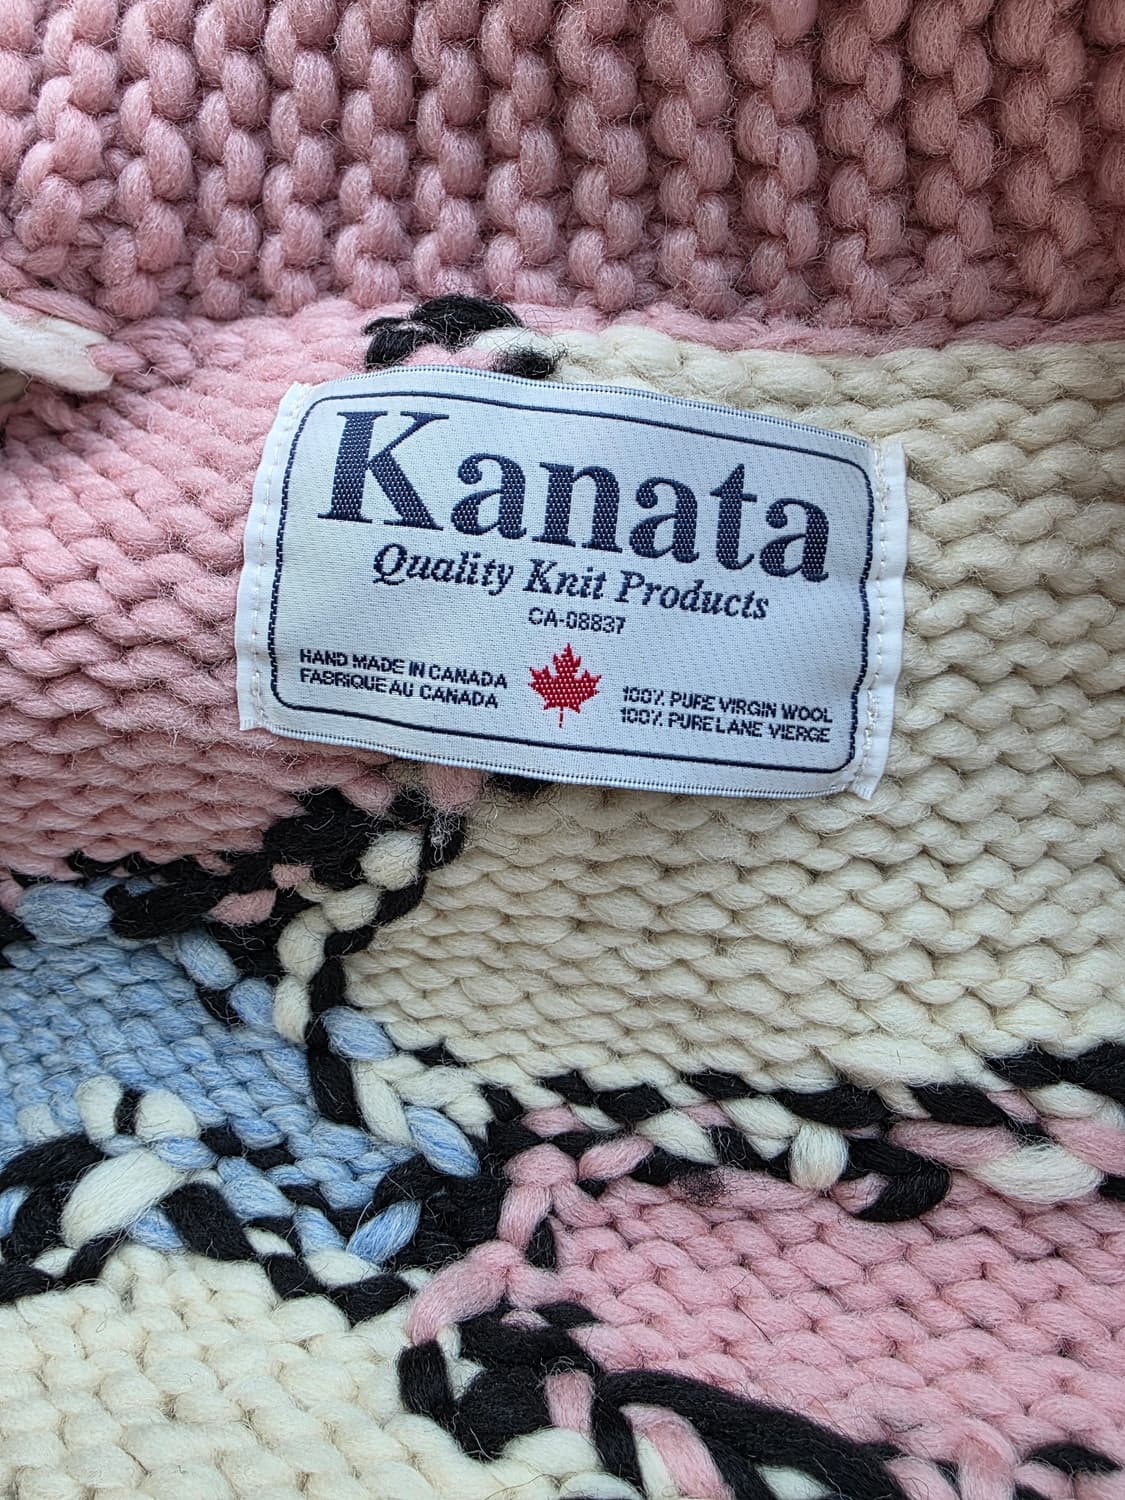 Kanata
Quality Knit Products
CA-08837
HAND MADE IN CANADA
FABRIQUE AU CANADA
100% PURE VIRGIN WOOL
100% PURE LANE VIERGE